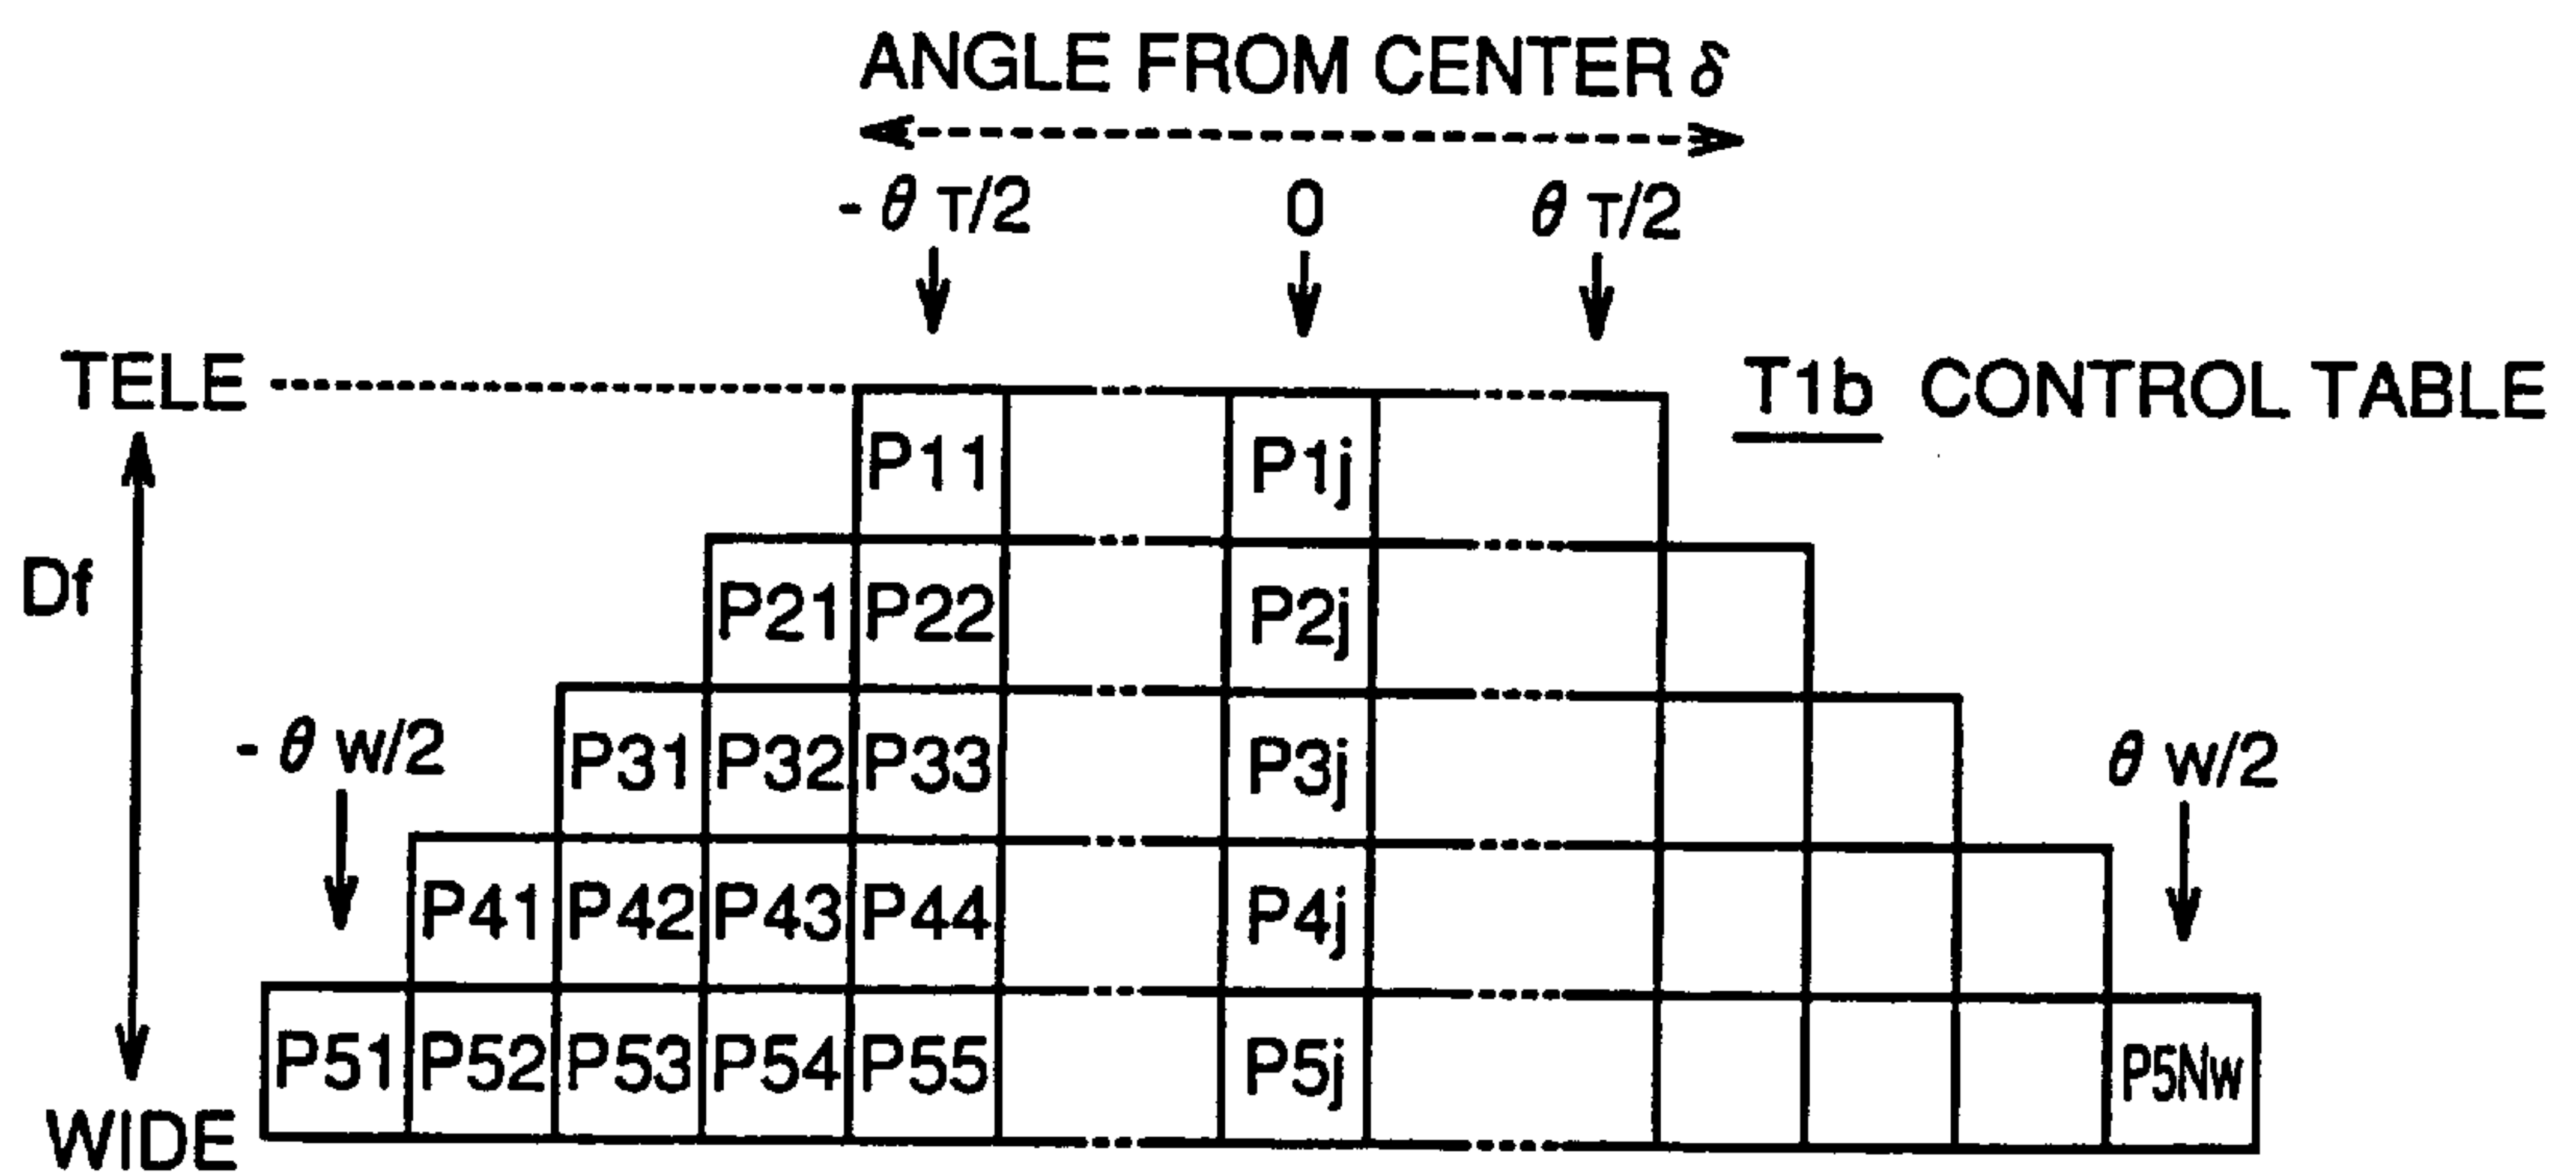 ANGLE FROM CENTER δ
- θ T/2 0 θ T/2
TELE T1b CONTROL TABLE
P11 P1j
Df P21 P22 P2j
- θ W/2 P31 P32 P33 P3j θ W/2
P41 P42 P43 P44 P4j
P51 P52 P53 P54 P55 P5j P5Nw
WIDE